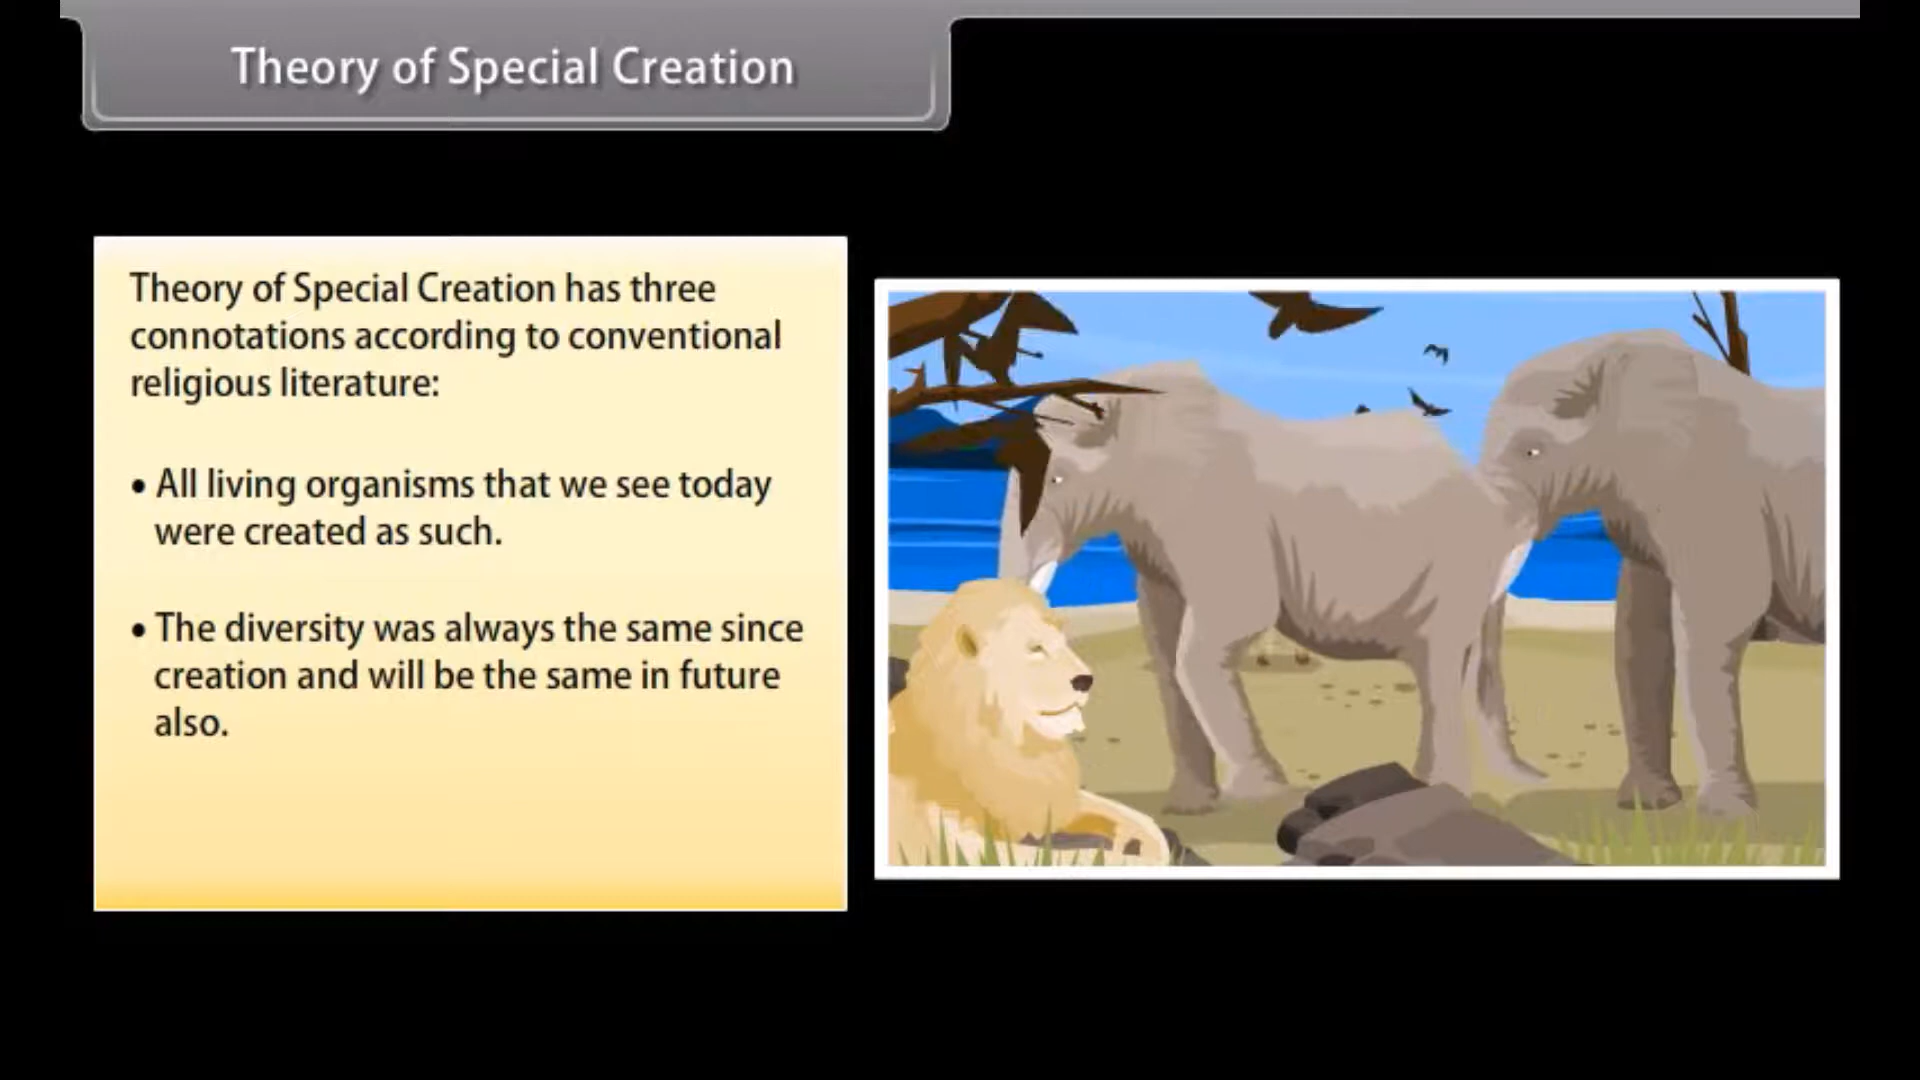 Theory of Special Creation
Theory of Special Creation has three
connotations according to conventional
religious literature:
• All living organisms that we see today
were created as such.
• The diversity was always the same since
creation and will be the same in future
also.